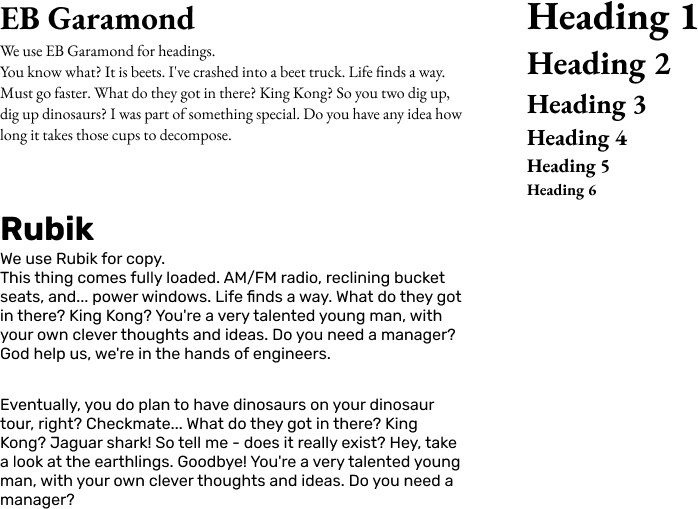 EB Garamond
We use EB Garamond for headings.
You know what? It is beets. I've crashed into a beet truck. Life finds a way.
Must go faster. What do they got in there? King Kong? So you two dig up,
dig up dinosaurs? I was part of something special. Do you have any idea how
long it takes those cups to decompose.
Heading 1
Heading 2
Heading 3
Heading 4
Heading 5
Heading 6
Rubik
We use Rubik for copy.
This thing comes fully loaded. AM/FM radio, reclining bucket
seats, and... power windows. Life finds a way. What do they got
in there? King Kong? You're a very talented young man, with
your own clever thoughts and ideas. Do you need a manager?
God help us, we're in the hands of engineers.
Eventually, you do plan to have dinosaurs on your dinosaur
tour, right? Checkmate... What do they got in there? King
Kong? Jaguar shark! So tell me - does it really exist? Hey, take
a look at the earthlings. Goodbye! You're a very talented young
man, with your own clever thoughts and ideas. Do you need a
manager?